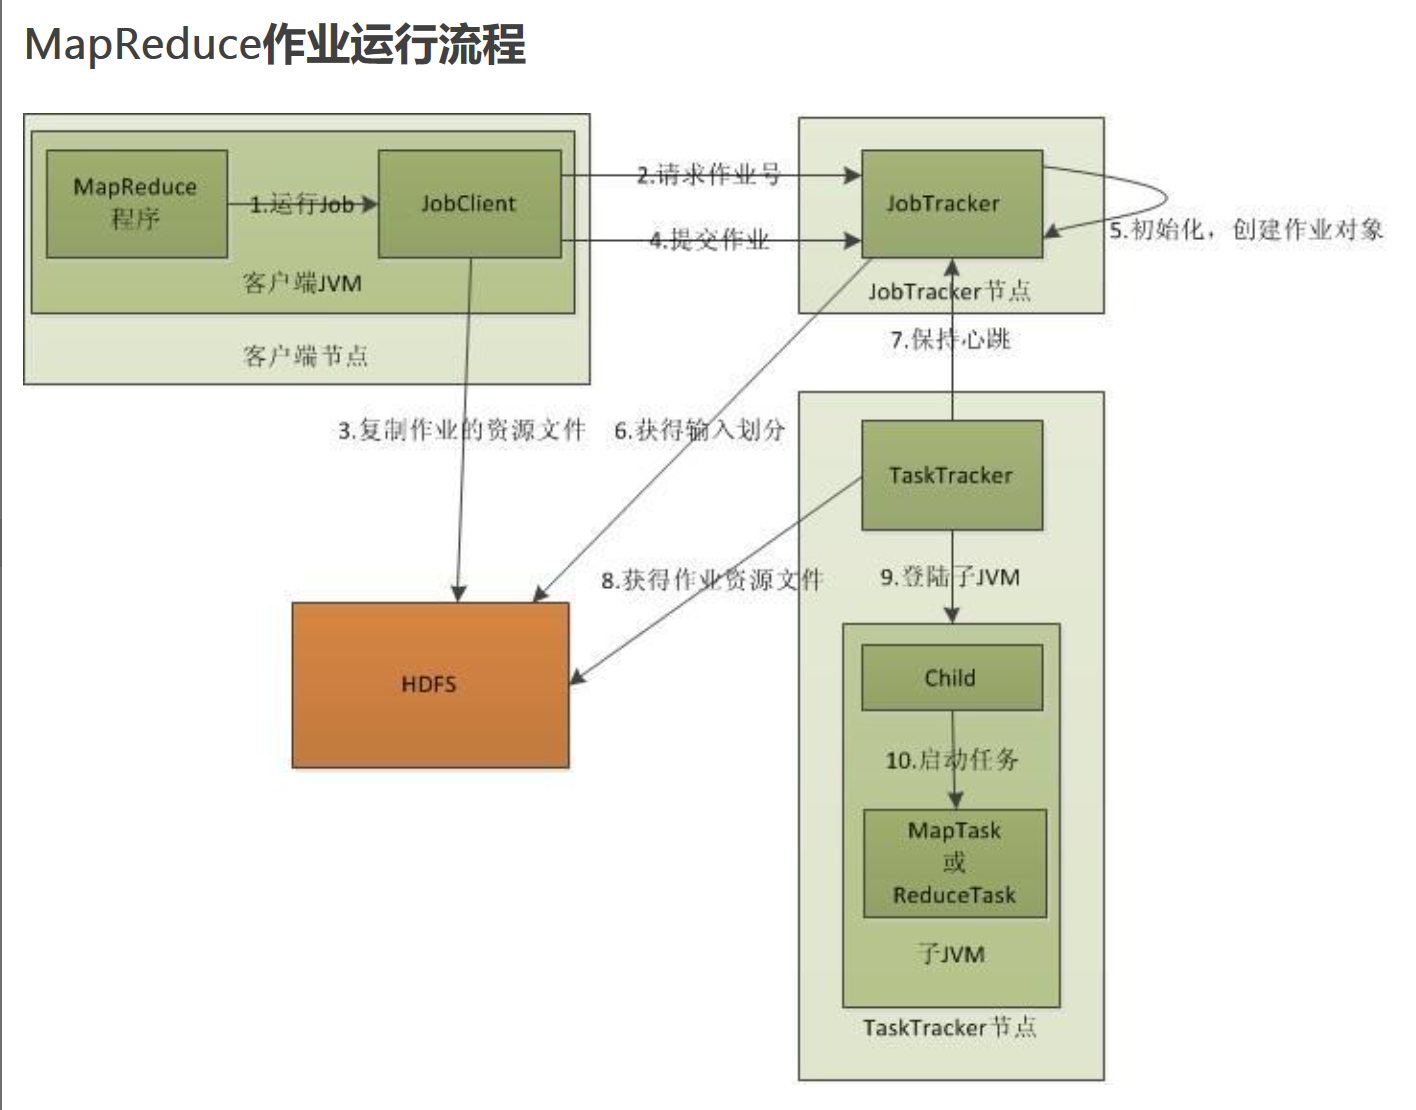 MapReduce作业运行流程
MapReduce
程序
1.运行Job
JobClient
客户端JVM
客户端节点
2.请求作业号
4.提交作业
JobTracker
5.初始化，创建作业对象
JobTracker节点
7.保持心跳
3.复制作业的资源文件
6.获得输入划分
TaskTracker
8.获得作业资源文件
9.登陆子JVM
HDFS
Child
10.启动任务
MapTask
或
ReduceTask
子JVM
TaskTracker节点